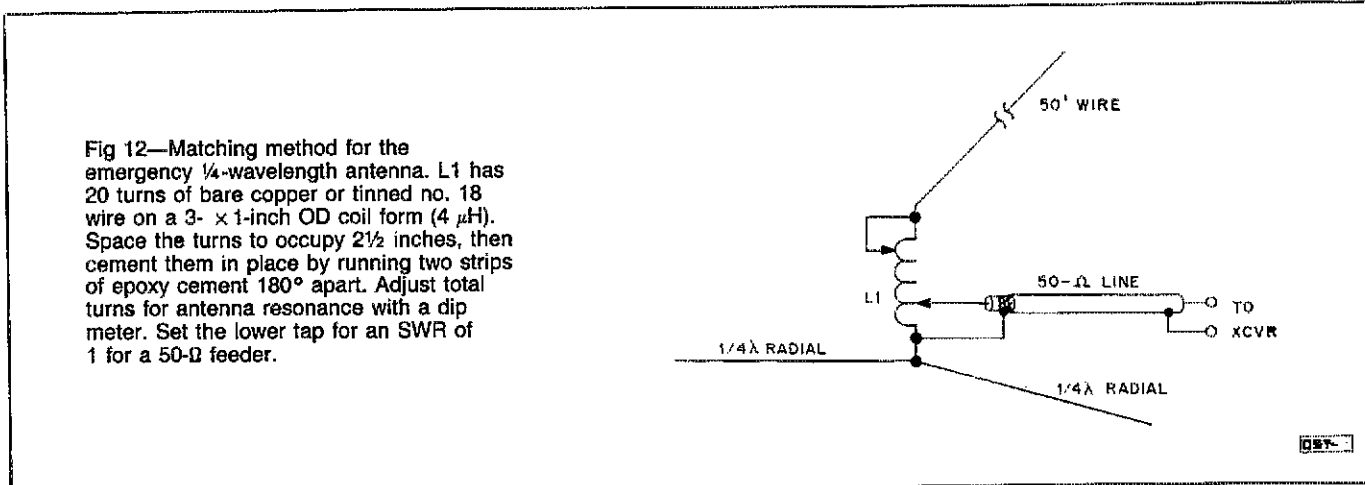 Fig 12—Matching method for the
emergency ¼-wavelength antenna. L1 has
20 turns of bare copper or tinned no. 18
wire on a 3- × 1-inch OD coil form (4 μH).
Space the turns to occupy 2½ inches, then
cement them in place by running two strips
of epoxy cement 180° apart. Adjust total
turns for antenna resonance with a dip
meter. Set the lower tap for an SWR of
1 for a 50-Ω feeder.
50' WIRE
L1
50-Ω LINE
TO
XCVR
1/4λ RADIAL
1/4λ RADIAL
QST-